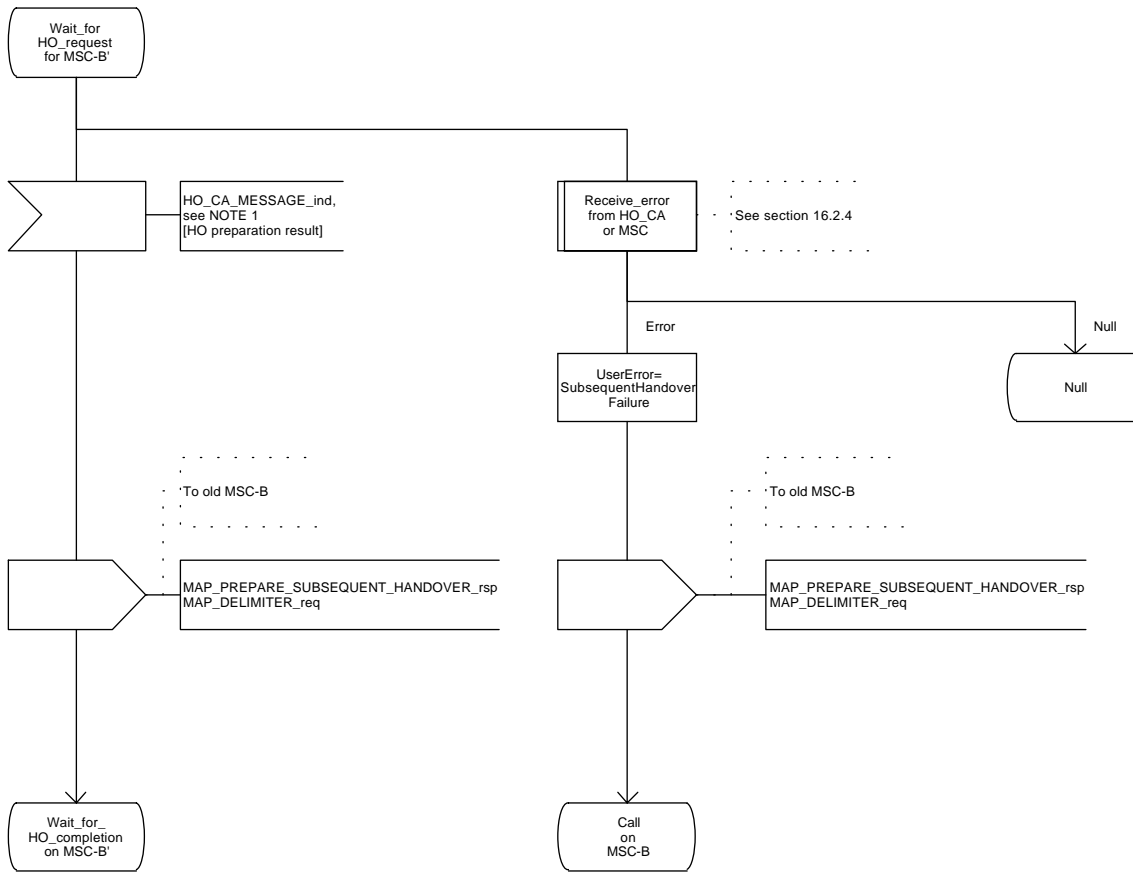 Wait_for
HO_request
for MSC-B'
HO_CA_MESSAGE_ind,
see NOTE 1
[HO preparation result]
Receive_error
from HO_CA
or MSC
See section 16.2.4
Error
Null
UserError=
SubsequentHandover
Failure
Null
To old MSC-B
To old MSC-B
MAP_PREPARE_SUBSEQUENT_HANDOVER_rsp
MAP_DELIMITER_req
MAP_PREPARE_SUBSEQUENT_HANDOVER_rsp
MAP_DELIMITER_req
Wait_for_
HO_completion
on MSC-B'
Call
on
MSC-B